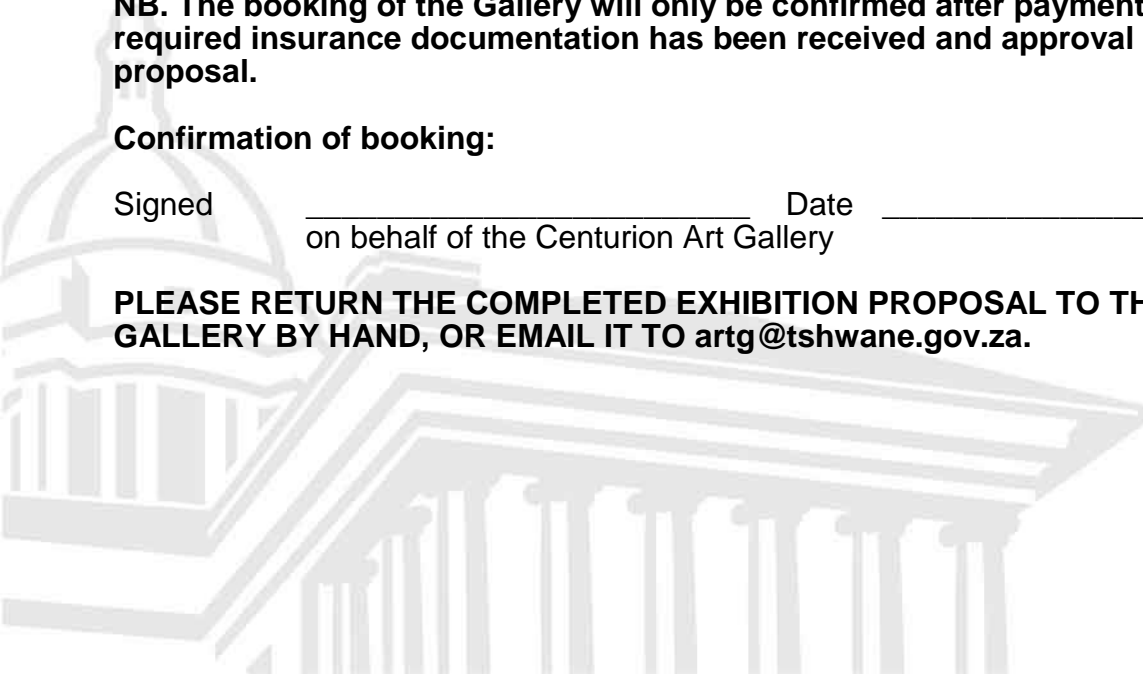 NB. The booking of the Gallery will only be confirmed after payment
required insurance documentation has been received and approval
proposal.
Confirmation of booking:
Signed _________________________ Date _______________
on behalf of the Centurion Art Gallery
PLEASE RETURN THE COMPLETED EXHIBITION PROPOSAL TO TH
GALLERY BY HAND, OR EMAIL IT TO artg@tshwane.gov.za.